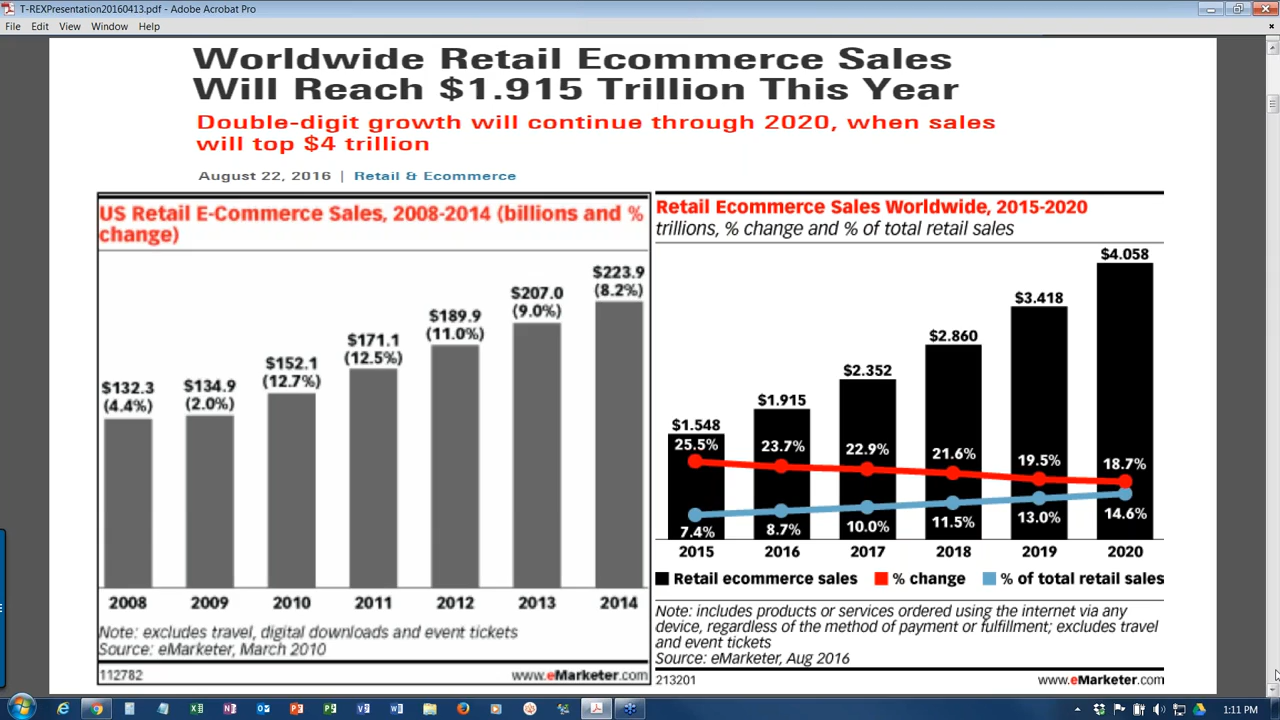 T-REXPresentation20160413.pdf - Adobe Acrobat Pro
File Edit View Window Help
Worldwide Retail Ecommerce Sales
Will Reach $1.915 Trillion This Year
Double-digit growth will continue through 2020, when sales
will top $4 trillion
August 22, 2016 | Retail & Ecommerce
US Retail E-Commerce Sales, 2008-2014 (billions and %
change)
$132.3
(4.4%)
$134.9
(2.0%)
$152.1
(12.7%)
$171.1
(12.5%)
$189.9
(11.0%)
$207.0
(9.0%)
$223.9
(8.2%)
2008 2009 2010 2011 2012 2013 2014
Note: excludes travel, digital downloads and event tickets
Source: eMarketer, March 2010
112782 www.eMarketer.com
Retail Ecommerce Sales Worldwide, 2015-2020
trillions, % change and % of total retail sales
$1.548 $1.915 $2.352 $2.860 $3.418 $4.058
25.5% 23.7% 22.9% 21.6% 19.5% 18.7%
7.4% 8.7% 10.0% 11.5% 13.0% 14.6%
2015 2016 2017 2018 2019 2020
Retail ecommerce sales % change % of total retail sales
Note: includes products or services ordered using the internet via any
device, regardless of the method of payment or fulfillment; excludes travel
and event tickets
Source: eMarketer, Aug 2016
213201 www.eMarketer.com
1:11 PM